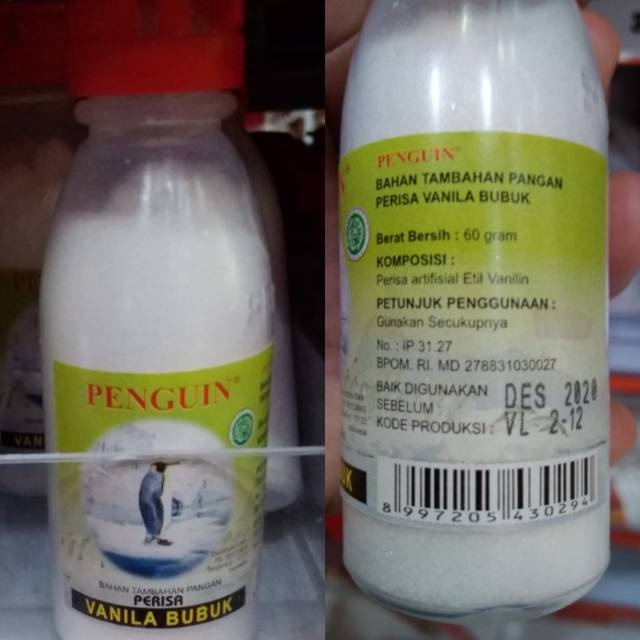 PENGUIN®
BAHAN TAMBAHAN PANGAN
PERISA
VANILA BUBUK
VANI
PENGUIN®
BAHAN TAMBAHAN PANGAN
PERISA VANILA BUBUK
Berat Bersih : 60 gram
KOMPOSISI :
Perisa artifisial Etil Vanilin
PETUNJUK PENGGUNAAN :
Gunakan Secukupnya
No. : IP 31.27
BPOM. RI. MD 278831030027
BAIK DIGUNAKAN
SEBELUM :
DES 2020
KODE PRODUKSI :
VL 2-12
8 997205 430294